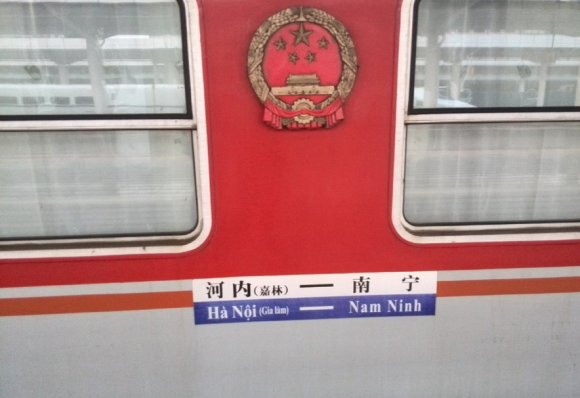 河内(嘉林) — 南 宁
Hà Nội (Gia lâm) — Nam Ninh